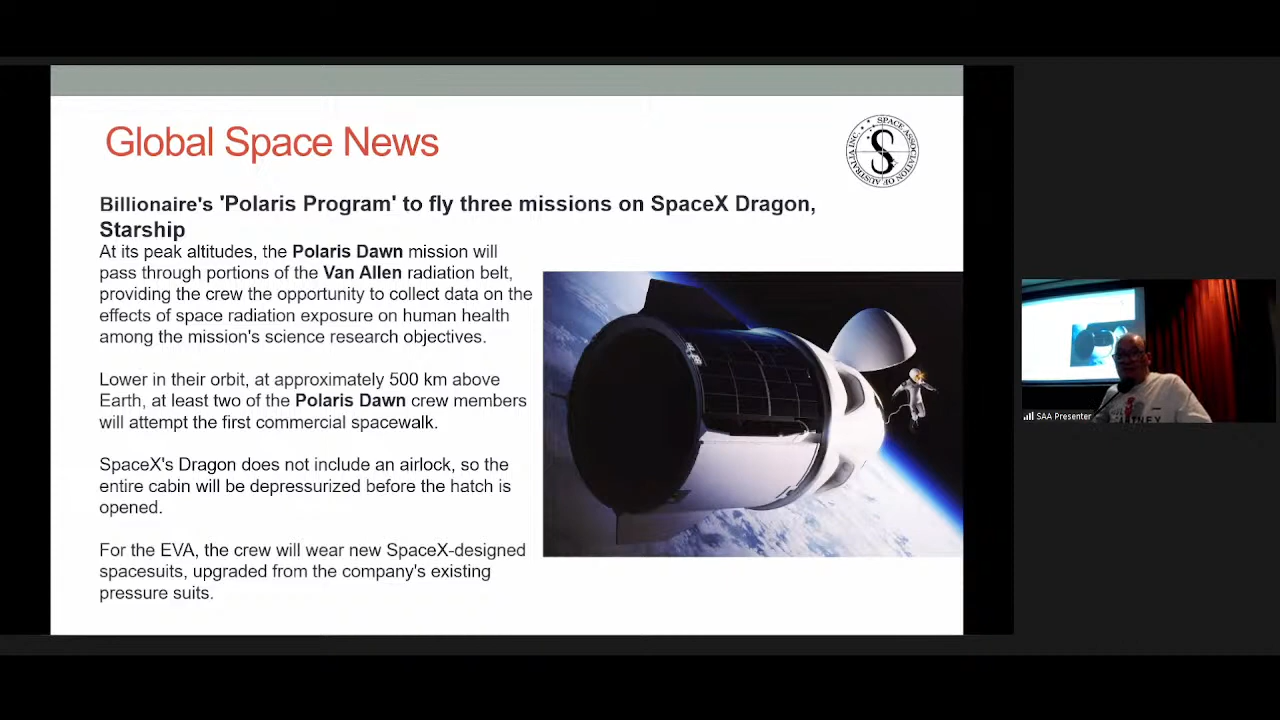 Global Space News
SPACE ASSOCIATION OF AUSTRALIA INC.
S
Billionaire's 'Polaris Program' to fly three missions on SpaceX Dragon,
Starship
At its peak altitudes, the Polaris Dawn mission will
pass through portions of the Van Allen radiation belt,
providing the crew the opportunity to collect data on the
effects of space radiation exposure on human health
among the mission's science research objectives.
Lower in their orbit, at approximately 500 km above
Earth, at least two of the Polaris Dawn crew members
will attempt the first commercial spacewalk.
SpaceX's Dragon does not include an airlock, so the
entire cabin will be depressurized before the hatch is
opened.
For the EVA, the crew will wear new SpaceX-designed
spacesuits, upgraded from the company's existing
pressure suits.
SAA Presenter